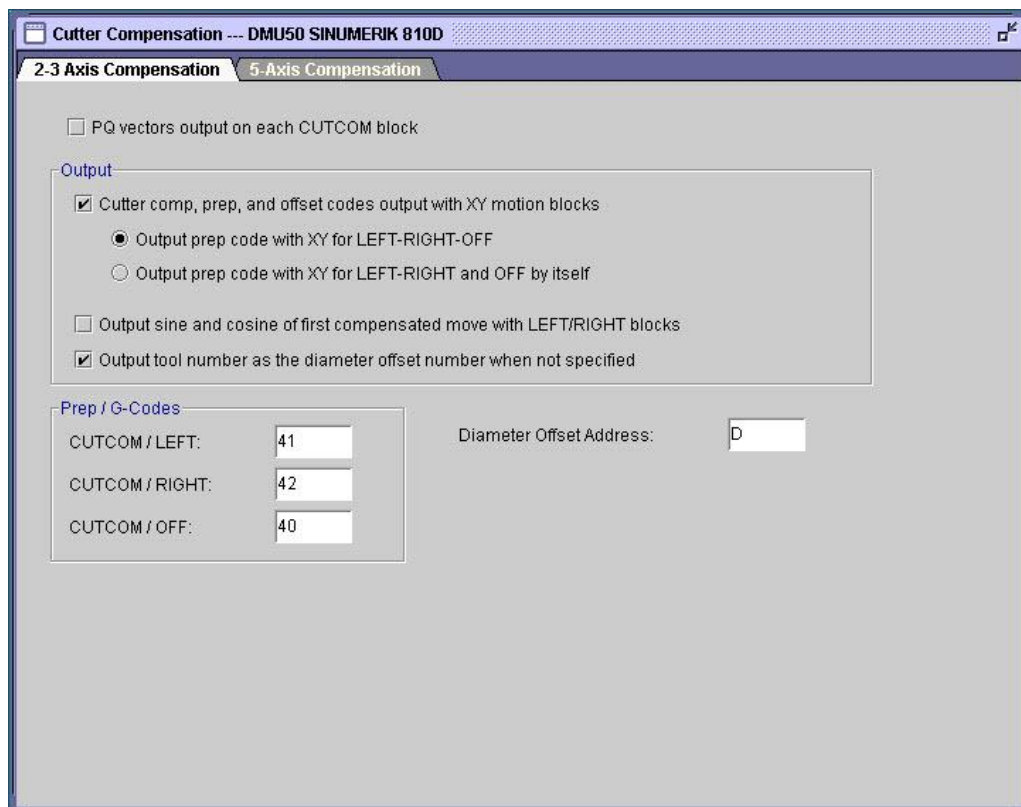 Cutter Compensation --- DMU50 SINUMERIK 810D
2-3 Axis Compensation
5-Axis Compensation
PQ vectors output on each CUTCOM block
Output
Cutter comp, prep, and offset codes output with XY motion blocks
Output prep code with XY for LEFT-RIGHT-OFF
Output prep code with XY for LEFT-RIGHT and OFF by itself
Output sine and cosine of first compensated move with LEFT/RIGHT blocks
Output tool number as the diameter offset number when not specified
Prep / G-Codes
CUTCOM / LEFT: 41
CUTCOM / RIGHT: 42
CUTCOM / OFF: 40
Diameter Offset Address: D